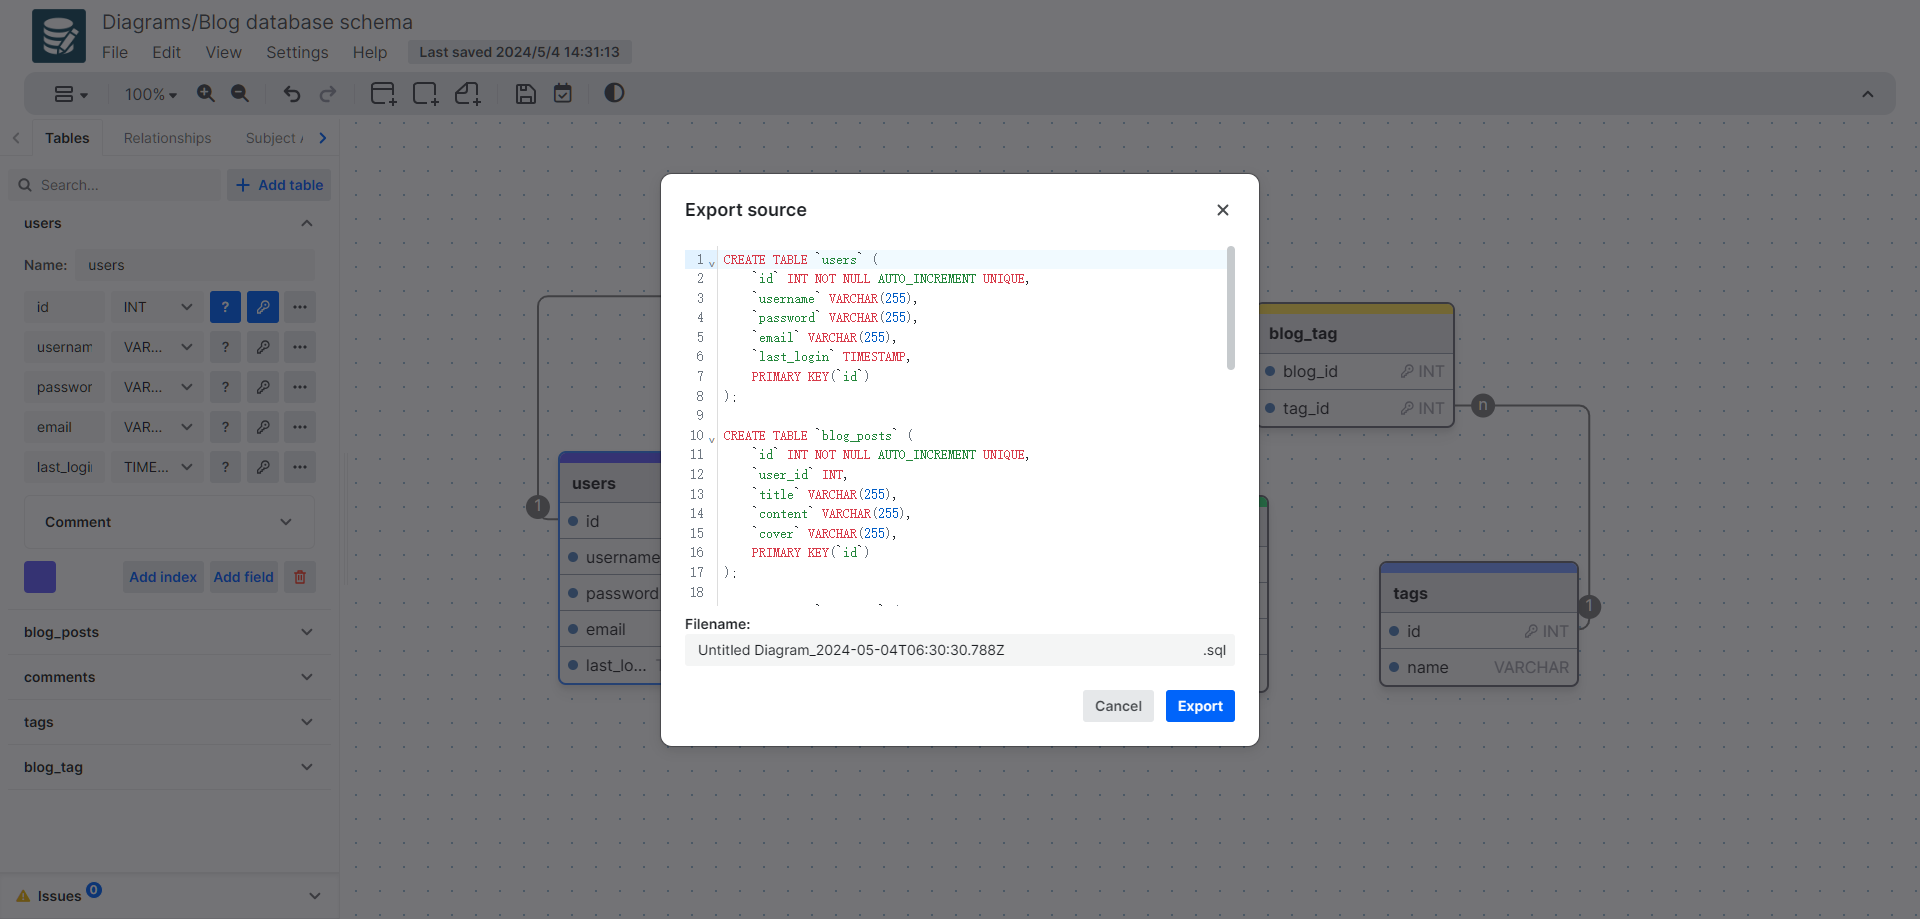 Diagrams/Blog database schema
File Edit View Settings Help Last saved 2024/5/4 14:31:13
100%
Tables Relationships Subject
Search... Add table
users
Name: users
id INT ?
usernam VAR... ?
passwor VAR... ?
email VAR... ?
last_logi TIME... ?
Comment
Add index Add field
blog_posts
comments
tags
blog_tag
Issues 0
1
users
id
username
password
email
last_lo...
Export source
1 CREATE TABLE `users` (
2 `id` INT NOT NULL AUTO_INCREMENT UNIQUE,
3 `username` VARCHAR(255),
4 `password` VARCHAR(255),
5 `email` VARCHAR(255),
6 `last_login` TIMESTAMP,
7 PRIMARY KEY(`id`)
8 );
9
10 CREATE TABLE `blog_posts` (
11 `id` INT NOT NULL AUTO_INCREMENT UNIQUE,
12 `user_id` INT,
13 `title` VARCHAR(255),
14 `content` VARCHAR(255),
15 `cover` VARCHAR(255),
16 PRIMARY KEY(`id`)
17 );
18
Filename:
Untitled Diagram_2024-05-04T06:30:30.788Z .sql
Cancel Export
blog_tag
blog_id INT
tag_id INT
n
tags
1
id INT
name VARCHAR